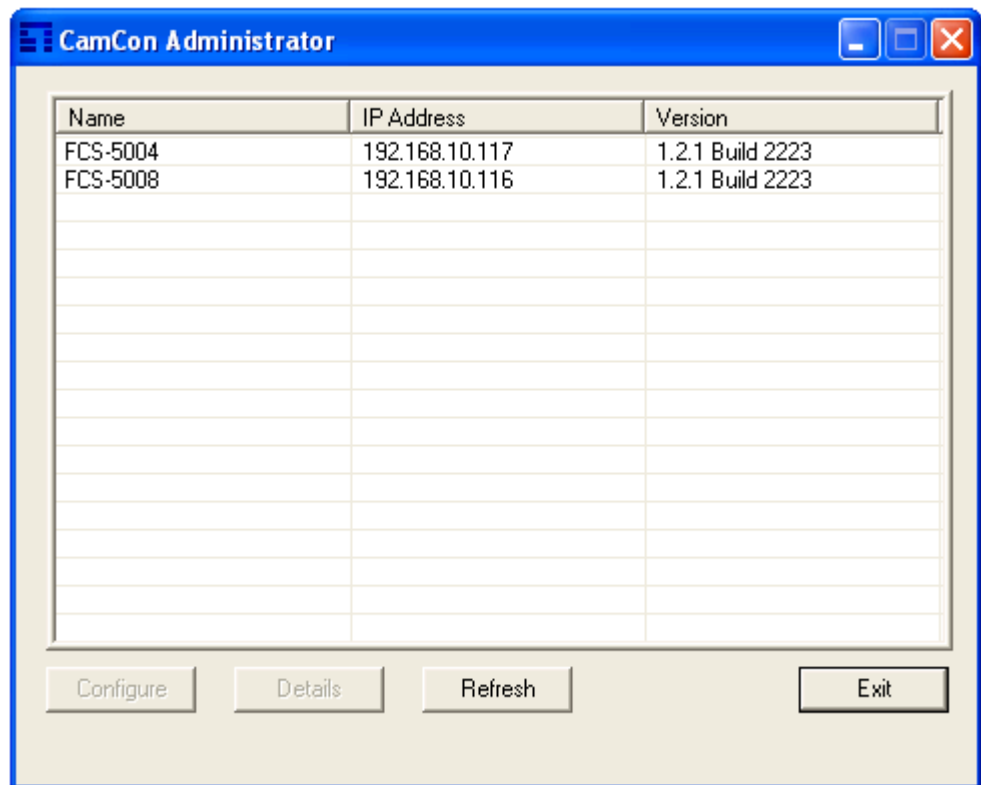 CamCon Administrator
Name IP Address Version
FCS-5004 192.168.10.117 1.2.1 Build 2223
FCS-5008 192.168.10.116 1.2.1 Build 2223
Configure Details Refresh Exit